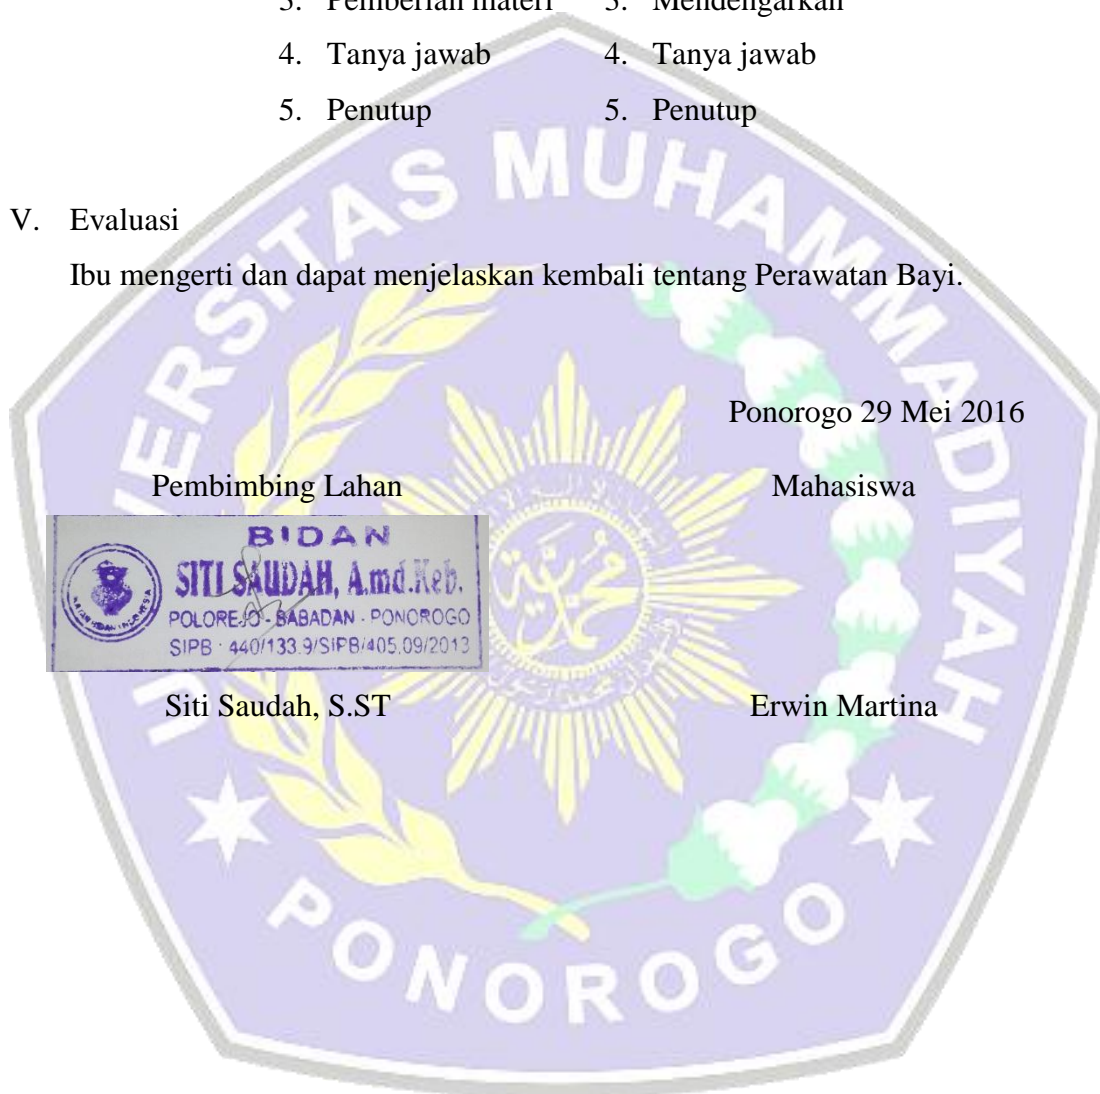 3. Pemberian materi 3. Mendengarkan
4. Tanya jawab 4. Tanya jawab
5. Penutup 5. Penutup
V. Evaluasi
Ibu mengerti dan dapat menjelaskan kembali tentang Perawatan Bayi.
Ponorogo 29 Mei 2016
Pembimbing Lahan Mahasiswa
BIDAN
SITI SAUDAH, A.md.Keb.
POLOREJO - BABADAN - PONOROGO
SIPB : 440/133.9/SIPB/405.09/2013
Siti Saudah, S.ST Erwin Martina
UNIVERSITAS MUHAMMADIYAH
PONOROGO